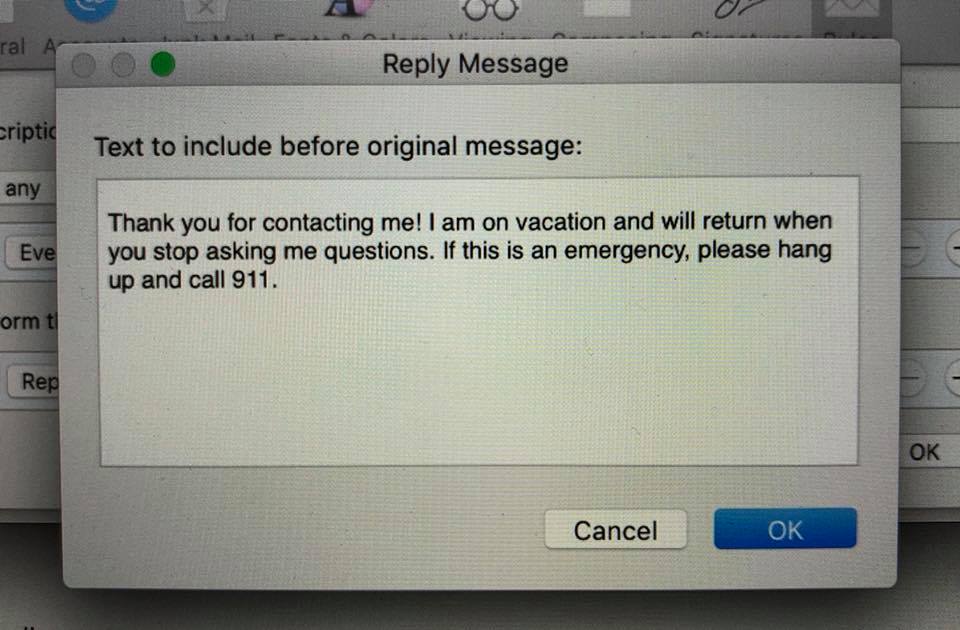 Reply Message
ral
criptic
Text to include before original message:
any
Thank you for contacting me! I am on vacation and will return when
you stop asking me questions. If this is an emergency, please hang
up and call 911.
Eve
orm t
Rep
OK
Cancel
OK